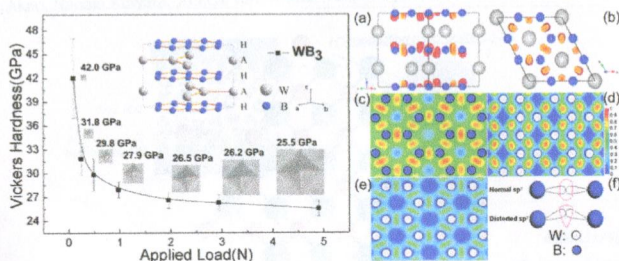 Vickers Hardness(GPa)
48
45
42
39
36
33
30
27
24
0
1
2
3
4
5
Applied Load(N)
42.0 GPa
31.8 GPa
29.8 GPa
27.9 GPa
26.5 GPa
26.2 GPa
25.5 GPa
WB3
H
A
H
A
H
W
B
c
a
b
(a)
(b)
(c)
(d)
(e)
(f)
Normal sp²
Distorted sp²
W:
B: